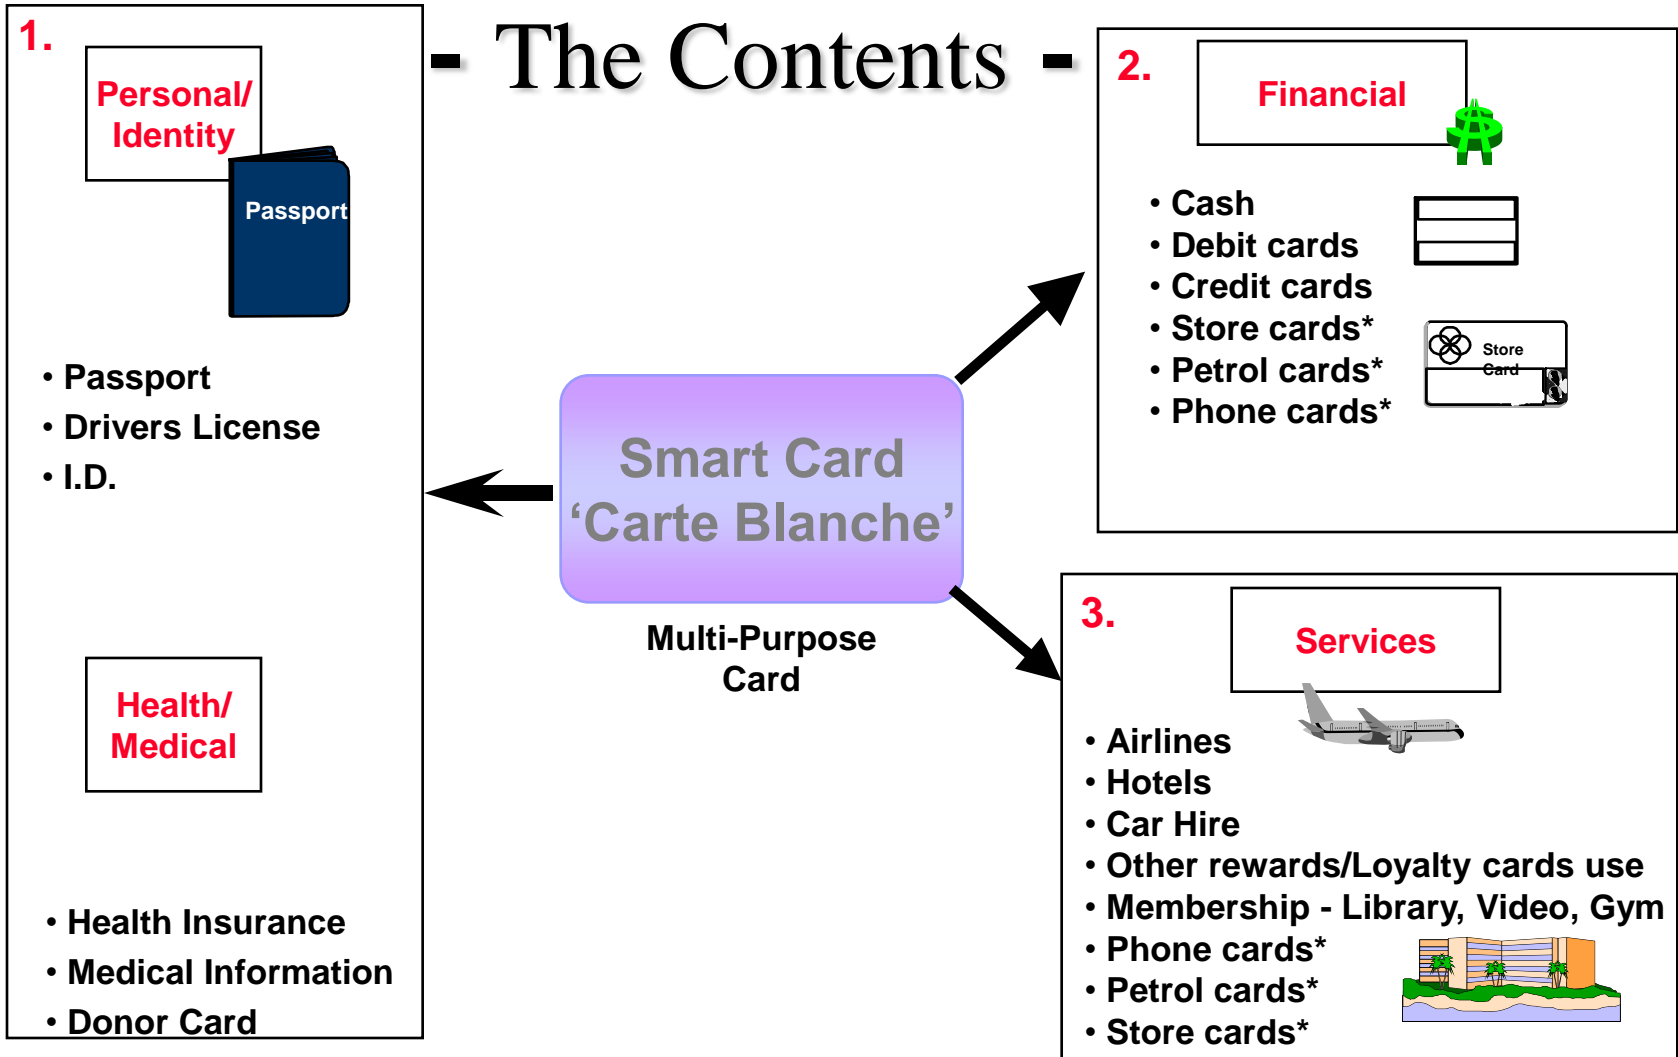 - The Contents -
1.
Personal/
Identity
Passport
• Passport
• Drivers License
• I.D.
Health/
Medical
• Health Insurance
• Medical Information
• Donor Card
Smart Card
‘Carte Blanche’
Multi-Purpose
Card
2.
Financial
• Cash
• Debit cards
• Credit cards
• Store cards*
• Petrol cards*
• Phone cards*
Store
Card
3.
Services
• Airlines
• Hotels
• Car Hire
• Other rewards/Loyalty cards use
• Membership - Library, Video, Gym
• Phone cards*
• Petrol cards*
• Store cards*